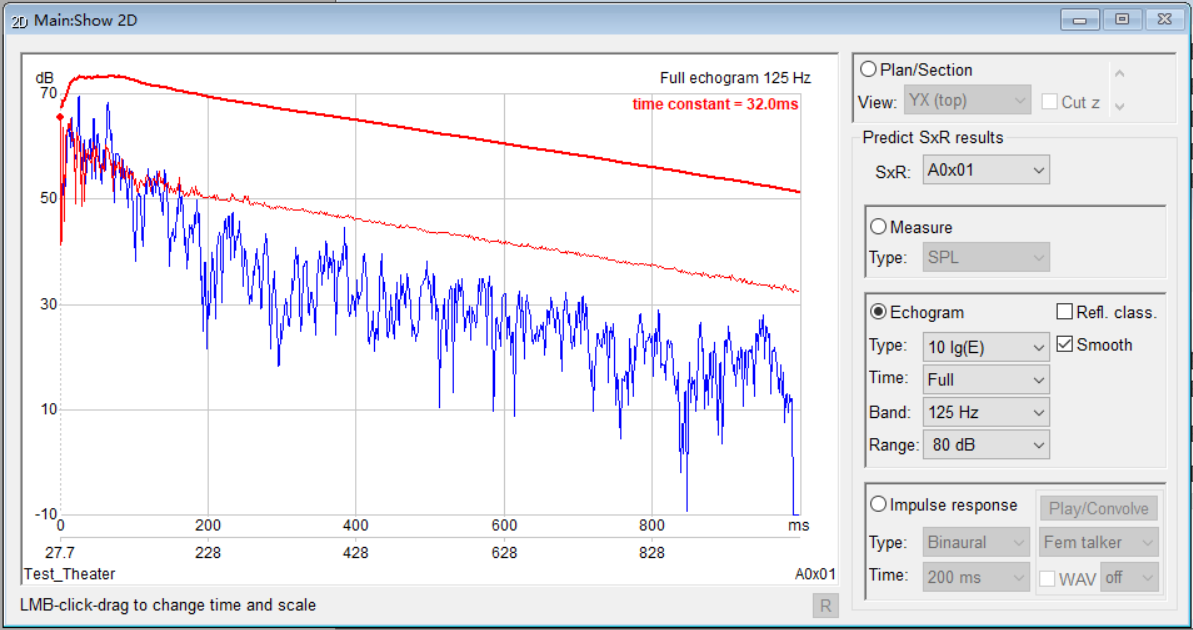 2D Main:Show 2D
dB
Full echogram 125 Hz
time constant = 32.0ms
70
50
30
10
-10
0 200 400 600 800 ms
27.7 228 428 628 828
Test_Theater A0x01
LMB-click-drag to change time and scale R
Plan/Section
View: YX (top) Cut z
Predict SxR results
SxR: A0x01
Measure
Type: SPL
Echogram Refl. class.
Type: 10 lg(E) Smooth
Time: Full
Band: 125 Hz
Range: 80 dB
Impulse response Play/Convolve
Type: Binaural Fem talker
Time: 200 ms WAV off